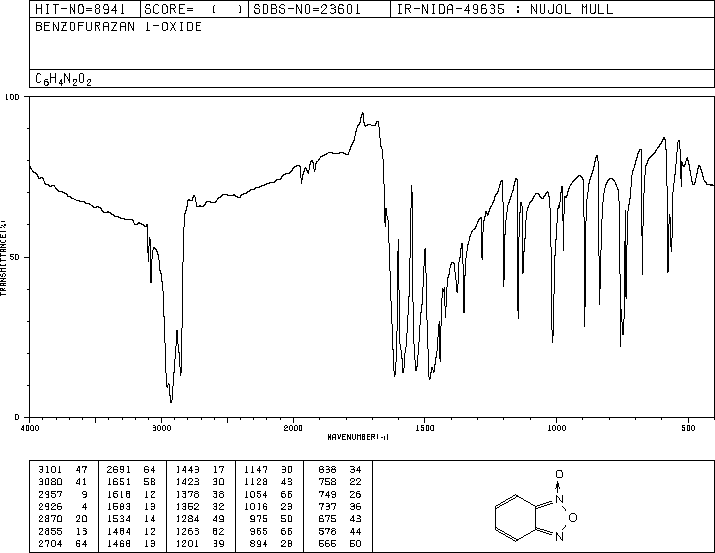 HIT-NO=8941 SCORE= ( ) SDBS-NO=23601 IR-NIDA-49635 : NUJOL MULL
BENZOFURAZAN 1-OXIDE
C6H4N2O2
100
50
0
TRANSMITTANCE(%)
4000 3000 2000 1500 1000 500
WAVENUMBER(-1)
3101 47 2691 64 1449 17 1147 30 838 34
3080 41 1651 58 1423 30 1128 43 758 22
2957 9 1618 12 1378 38 1054 66 749 26
2926 4 1583 13 1352 32 1016 23 737 36
2870 20 1534 14 1284 49 975 50 675 43
2855 13 1484 12 1263 62 965 66 578 44
2704 64 1468 13 1201 39 894 28 565 50
O
N
O
N